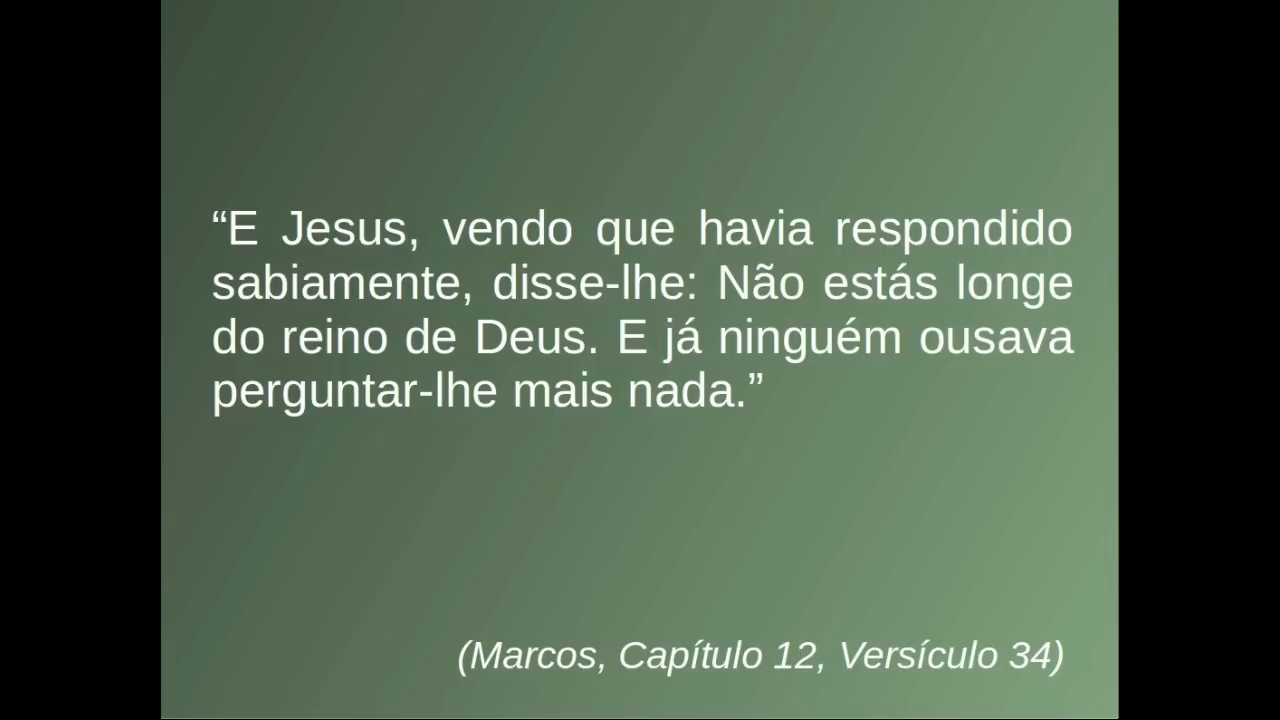 “E Jesus, vendo que havia respondido
sabiamente, disse-lhe: Não estás longe
do reino de Deus. E já ninguém ousava
perguntar-lhe mais nada.”
(Marcos, Capítulo 12, Versículo 34)